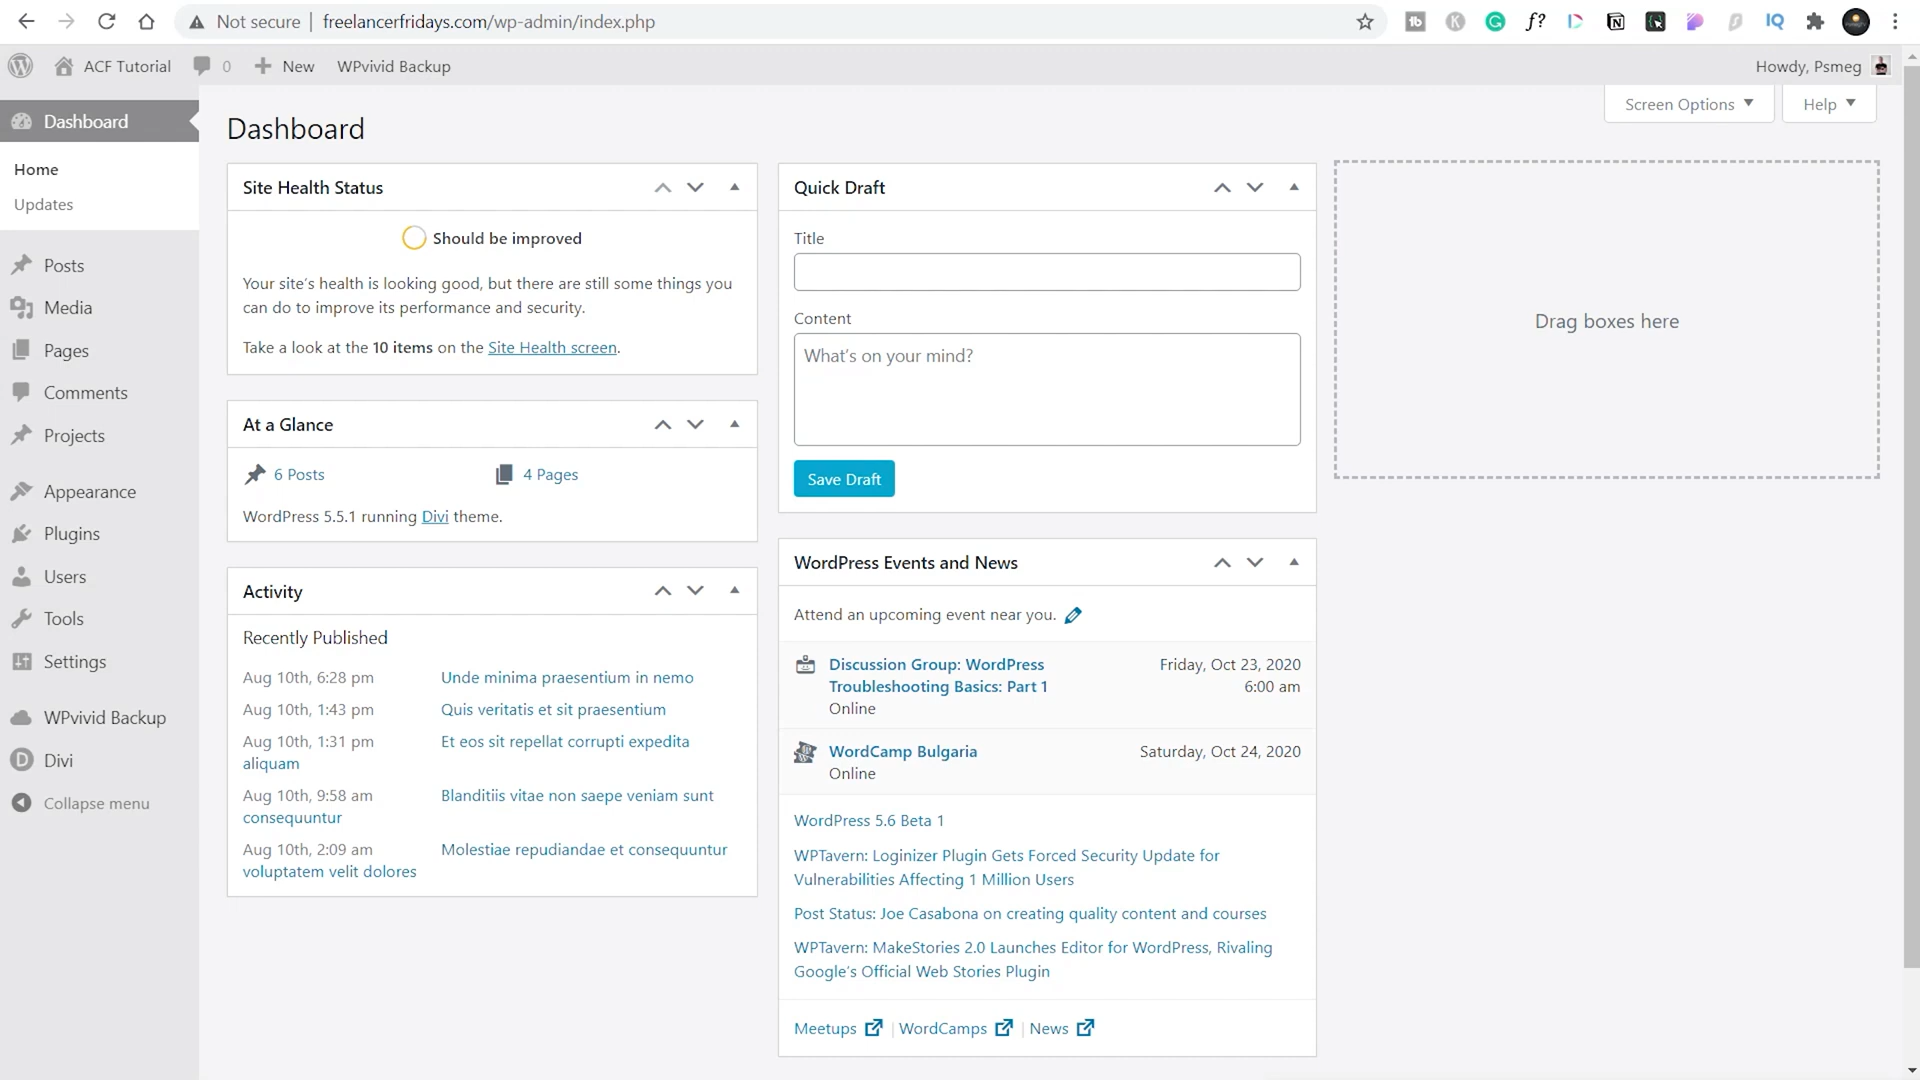 Not secure | freelancerfridays.com/wp-admin/index.php
ACF Tutorial 0 New WPvivid Backup Howdy, Psmeg
Screen Options Help
Dashboard
Home
Updates
Posts
Media
Pages
Comments
Projects
Appearance
Plugins
Users
Tools
Settings
WPvivid Backup
Divi
Collapse menu
Dashboard
Site Health Status
Should be improved
Your site's health is looking good, but there are still some things you
can do to improve its performance and security.
Take a look at the 10 items on the Site Health screen.
At a Glance
6 Posts 4 Pages
WordPress 5.5.1 running Divi theme.
Activity
Recently Published
Aug 10th, 6:28 pm Unde minima praesentium in nemo
Aug 10th, 1:43 pm Quis veritatis et sit praesentium
Aug 10th, 1:31 pm Et eos sit repellat corrupti expedita
aliquam
Aug 10th, 9:58 am Blanditiis vitae non saepe veniam sunt
consequuntur
Aug 10th, 2:09 am Molestiae repudiandae et consequuntur
voluptatem velit dolores
Quick Draft
Title
Content
What's on your mind?
Save Draft
WordPress Events and News
Attend an upcoming event near you.
Discussion Group: WordPress Friday, Oct 23, 2020
Troubleshooting Basics: Part 1 6:00 am
Online
WordCamp Bulgaria Saturday, Oct 24, 2020
Online
WordPress 5.6 Beta 1
WPTavern: Loginizer Plugin Gets Forced Security Update for
Vulnerabilities Affecting 1 Million Users
Post Status: Joe Casabona on creating quality content and courses
WPTavern: MakeStories 2.0 Launches Editor for WordPress, Rivaling
Google's Official Web Stories Plugin
Meetups | WordCamps | News
Drag boxes here